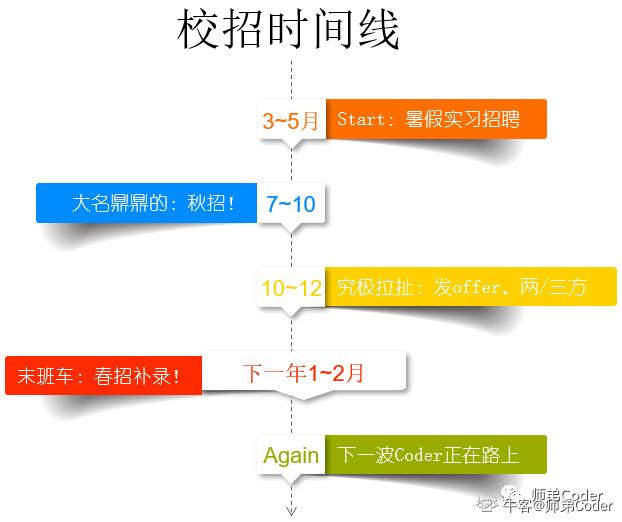 校招时间线
3~5月 Start: 暑假实习招聘
大名鼎鼎的: 秋招! 7~10
10~12 究极拉扯: 发offer、两/三方
末班车: 春招补录! 下一年1~2月
Again 下一波Coder正在路上
师弟Coder
牛客@师弟Coder